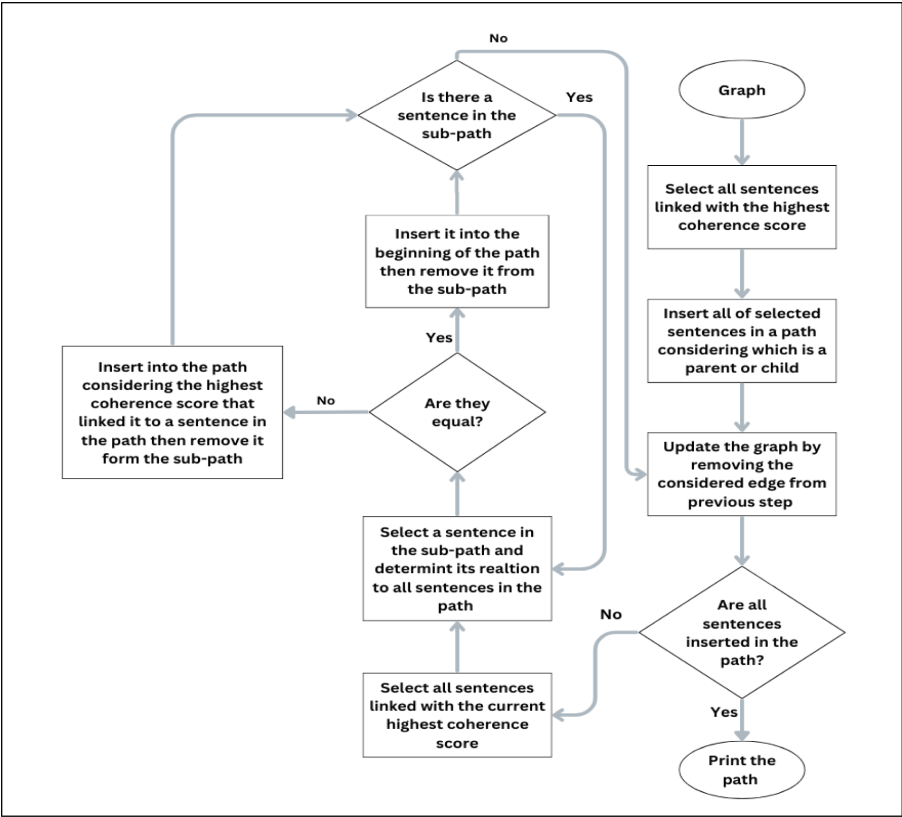 Graph
Select all sentences
linked with the highest
coherence score
Insert all of selected
sentences in a path
considering which is a
parent or child
Update the graph by
removing the
considered edge from
previous step
Are all
sentences
inserted in the
path?
Yes
Print the
path
No
Select all sentences
linked with the current
highest coherence
score
Select a sentence in
the sub-path and
determint its realtion
to all sentences in the
path
Are they
equal?
Yes
Insert it into the
beginning of the path
then remove it from
the sub-path
No
Insert into the path
considering the highest
coherence score that
linked it to a sentence in
the path then remove it
form the sub-path
Is there a
sentence in the
sub-path
Yes
No